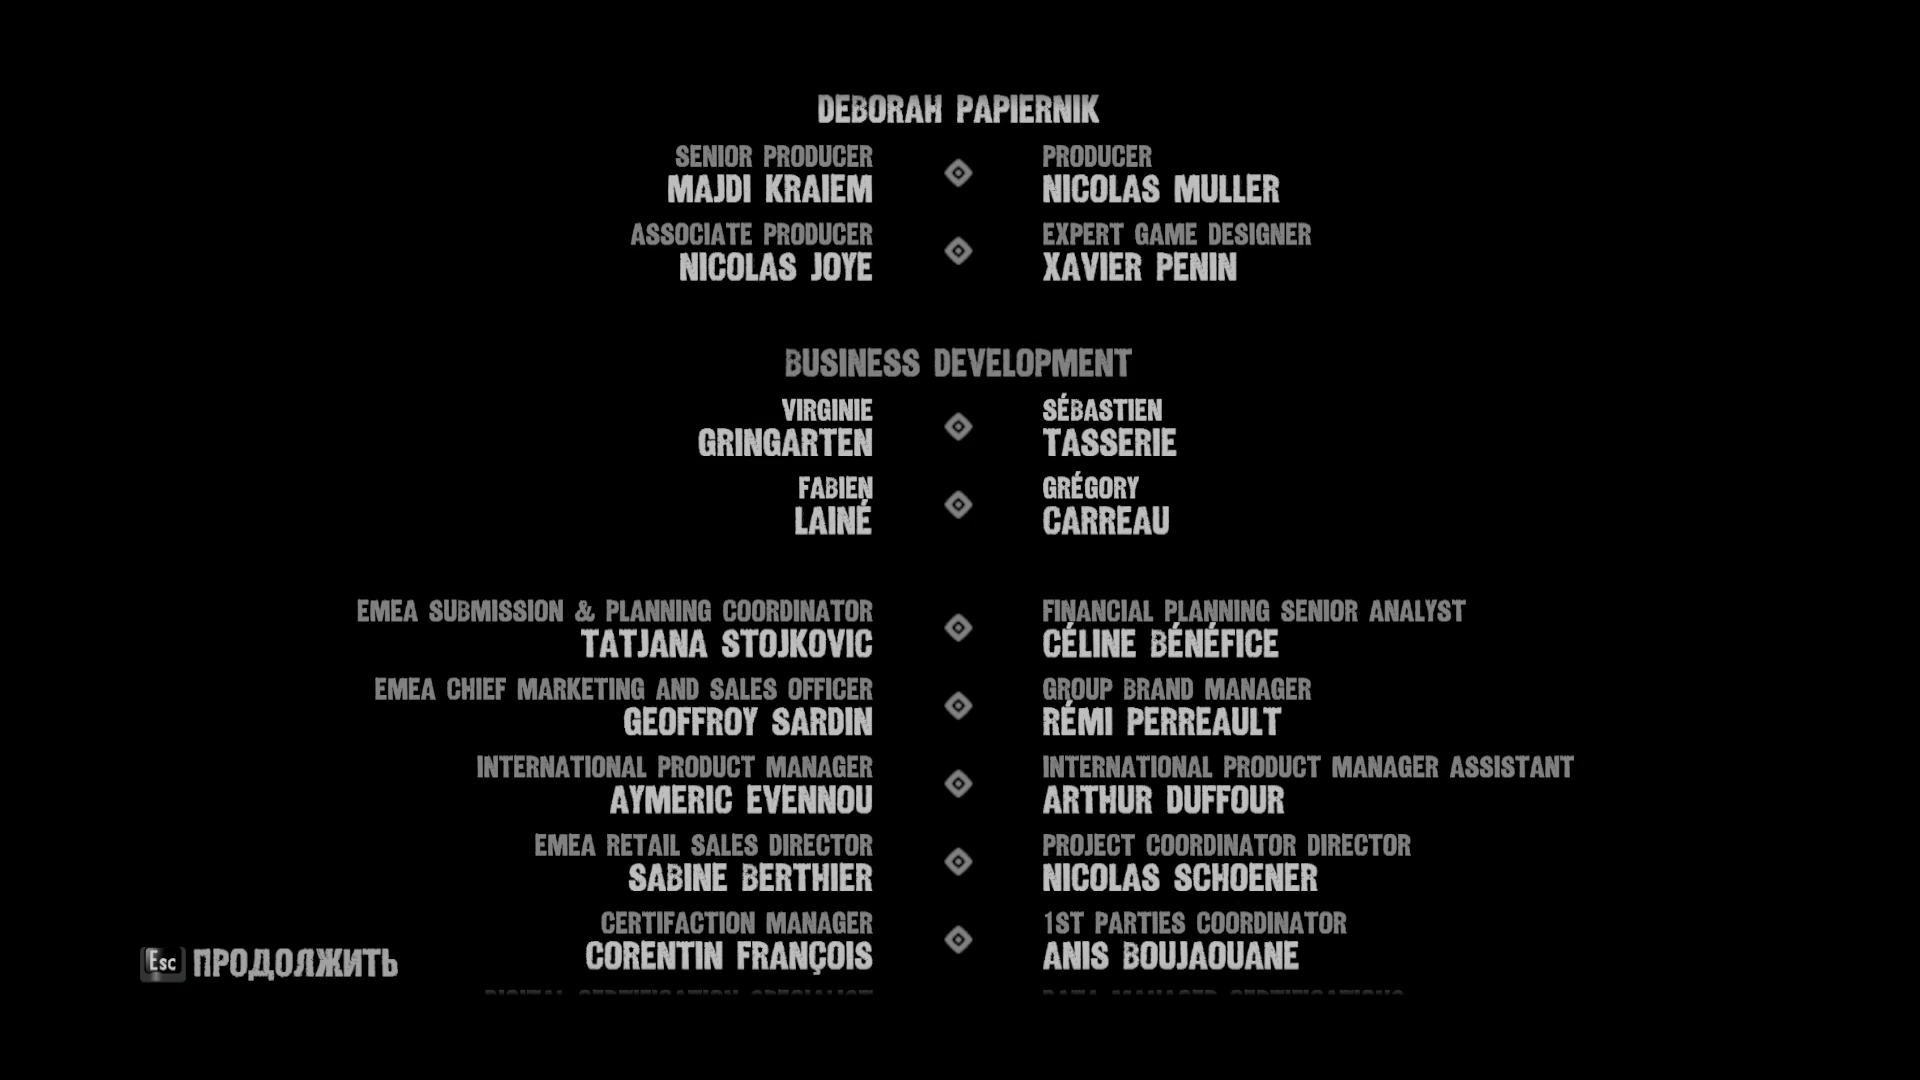 DEBORAH PAPIERNIK
SENIOR PRODUCER
MAJDI KRAIEM
PRODUCER
NICOLAS MULLER
ASSOCIATE PRODUCER
NICOLAS JOYE
EXPERT GAME DESIGNER
XAVIER PENIN
BUSINESS DEVELOPMENT
VIRGINIE
GRINGARTEN
SÉBASTIEN
TASSERIE
FABIEN
LAINÉ
GRÉGORY
CARREAU
EMEA SUBMISSION & PLANNING COORDINATOR
TATJANA STOJKOVIC
FINANCIAL PLANNING SENIOR ANALYST
CÉLINE BÉNÉFICE
EMEA CHIEF MARKETING AND SALES OFFICER
GEOFFROY SARDIN
GROUP BRAND MANAGER
RÉMI PERREAULT
INTERNATIONAL PRODUCT MANAGER
AYMERIC EVENNOU
INTERNATIONAL PRODUCT MANAGER ASSISTANT
ARTHUR DUFFOUR
EMEA RETAIL SALES DIRECTOR
SABINE BERTHIER
PROJECT COORDINATOR DIRECTOR
NICOLAS SCHOENER
CERTIFACTION MANAGER
CORENTIN FRANÇOIS
1ST PARTIES COORDINATOR
ANIS BOUJAOUANE
Esc ПРОДОЛЖИТЬ